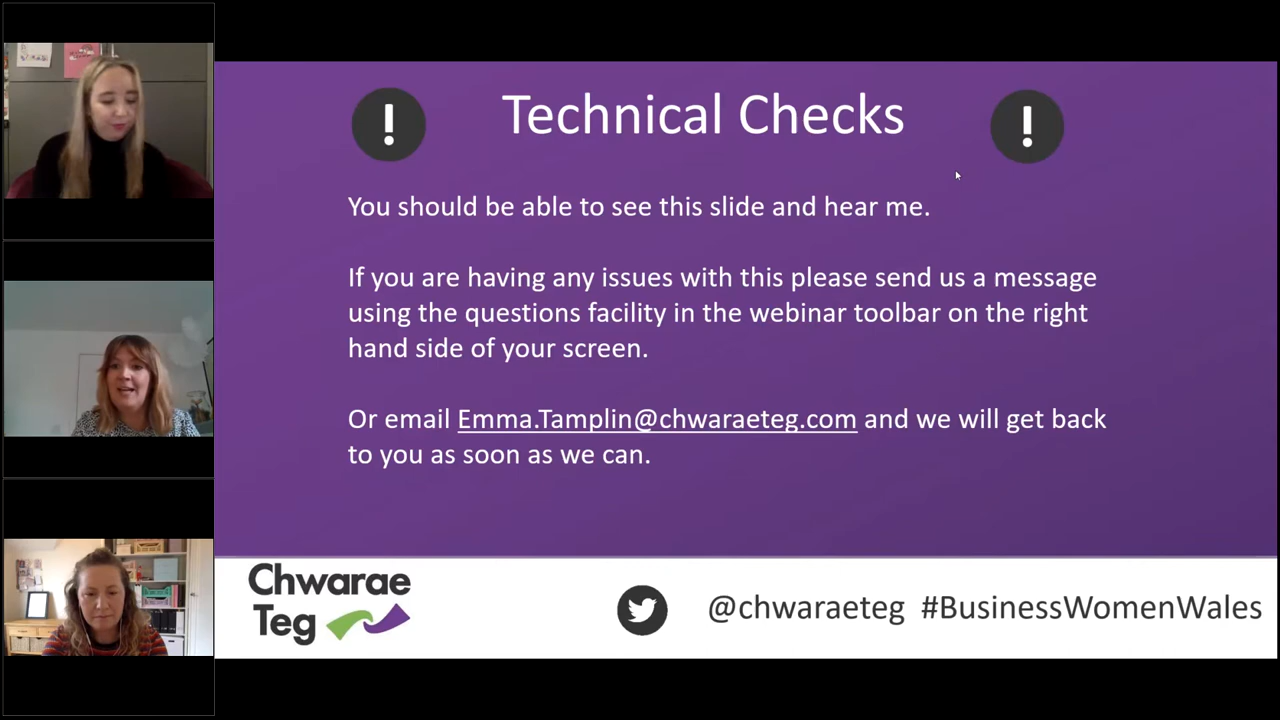 Technical Checks
You should be able to see this slide and hear me.
If you are having any issues with this please send us a message
using the questions facility in the webinar toolbar on the right
hand side of your screen.
Or email Emma.Tamplin@chwaraeteg.com and we will get back
to you as soon as we can.
Chwarae
Teg
@chwaraeteg #BusinessWomenWales